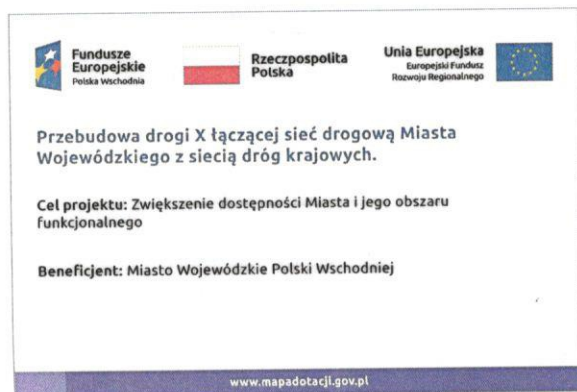 Fundusze
Europejskie
Polska Wschodnia
Rzeczpospolita
Polska
Unia Europejska
Europejski Fundusz
Rozwoju Regionalnego
Przebudowa drogi X łączącej sieć drogową Miasta
Wojewódzkiego z siecią dróg krajowych.
Cel projektu: Zwiększenie dostępności Miasta i jego obszaru
funkcjonalnego
Beneficjent: Miasto Wojewódzkie Polski Wschodniej
www.mapadotacji.gov.pl